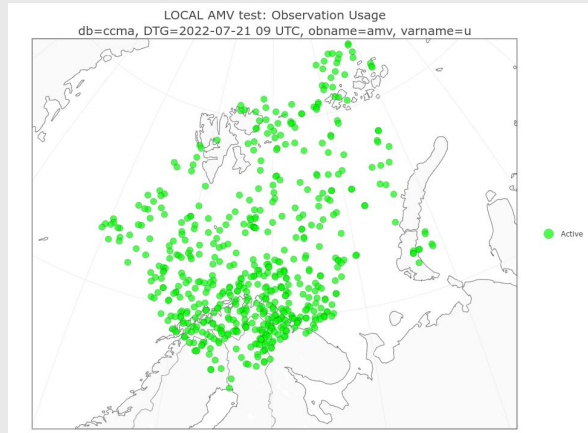 LOCAL AMV test: Observation Usage
db=ccma, DTG=2022-07-21 09 UTC, obname=amv, varname=u
Active